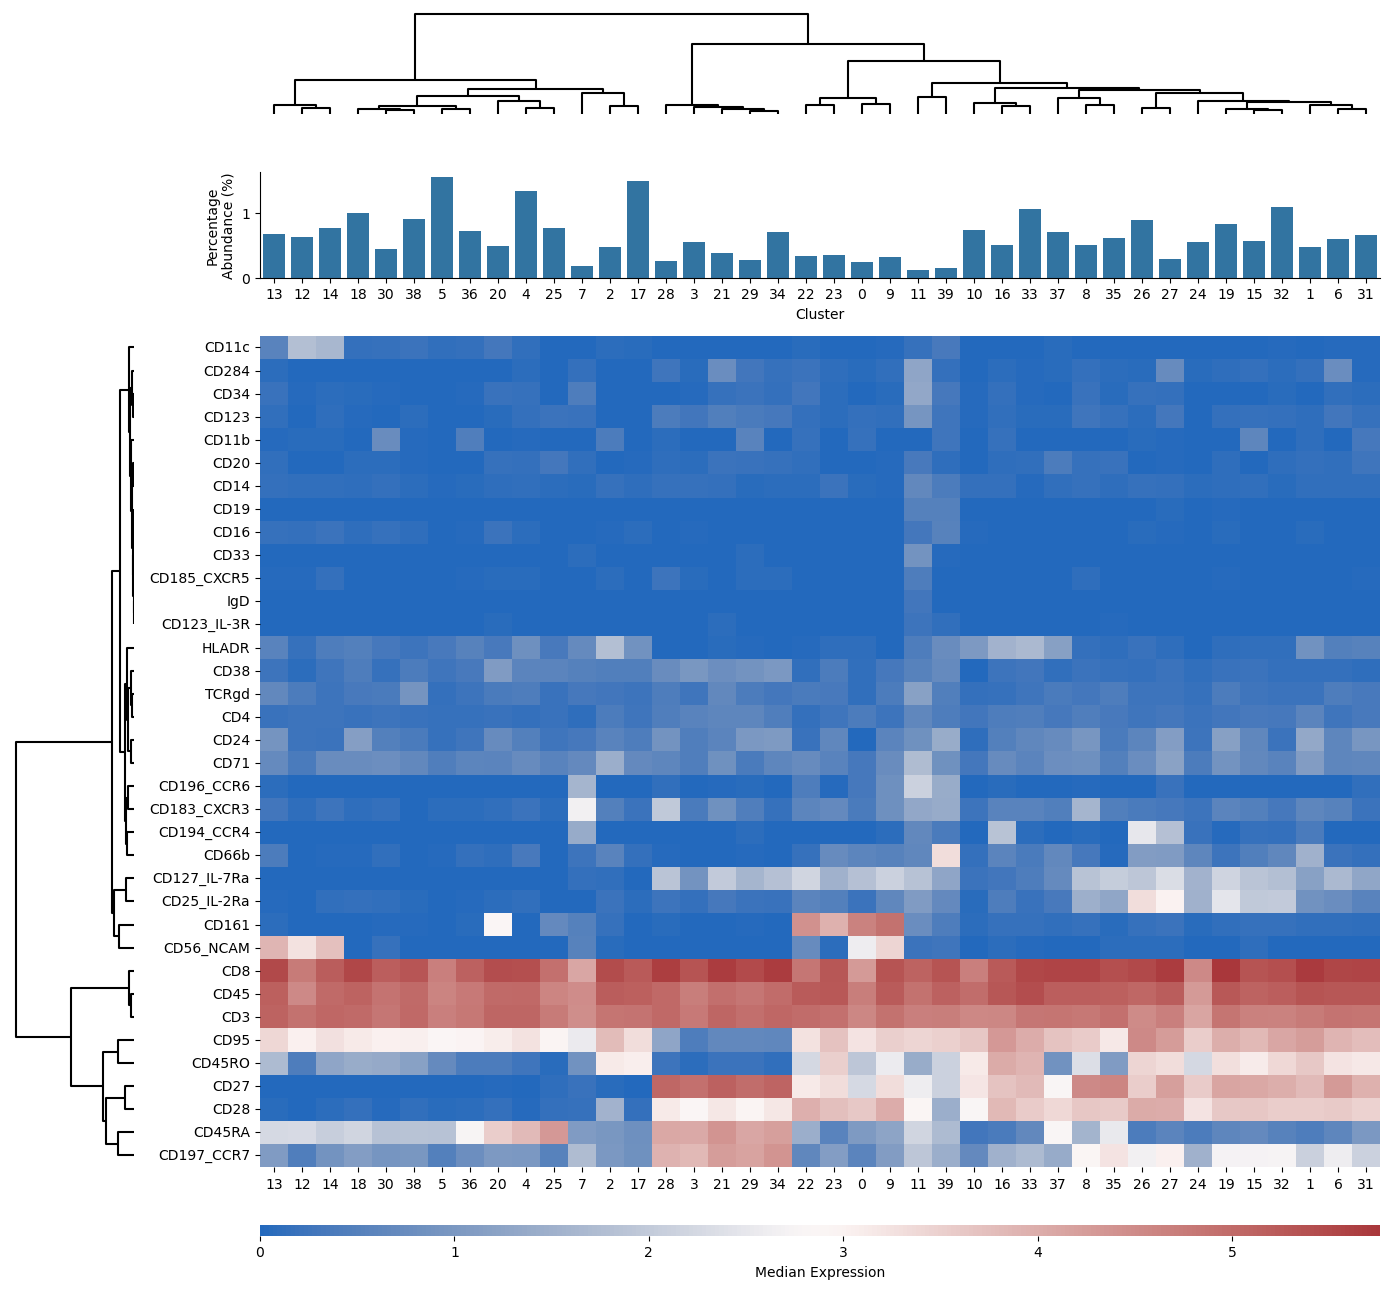 Percentage
Abundance (%)
1
0
13 12 14 18 30 38 5 36 20 4 25 7 2 17 28 3 21 29 34 22 23 0 9 11 39 10 16 33 37 8 35 26 27 24 19 15 32 1 6 31
Cluster
CD11c
CD284
CD34
CD123
CD11b
CD20
CD14
CD19
CD16
CD33
CD185_CXCR5
IgD
CD123_IL-3R
HLADR
CD38
TCRgd
CD4
CD24
CD71
CD196_CCR6
CD183_CXCR3
CD194_CCR4
CD66b
CD127_IL-7Ra
CD25_IL-2Ra
CD161
CD56_NCAM
CD8
CD45
CD3
CD95
CD45RO
CD27
CD28
CD45RA
CD197_CCR7
13 12 14 18 30 38 5 36 20 4 25 7 2 17 28 3 21 29 34 22 23 0 9 11 39 10 16 33 37 8 35 26 27 24 19 15 32 1 6 31
0 1 2 3 4 5
Median Expression